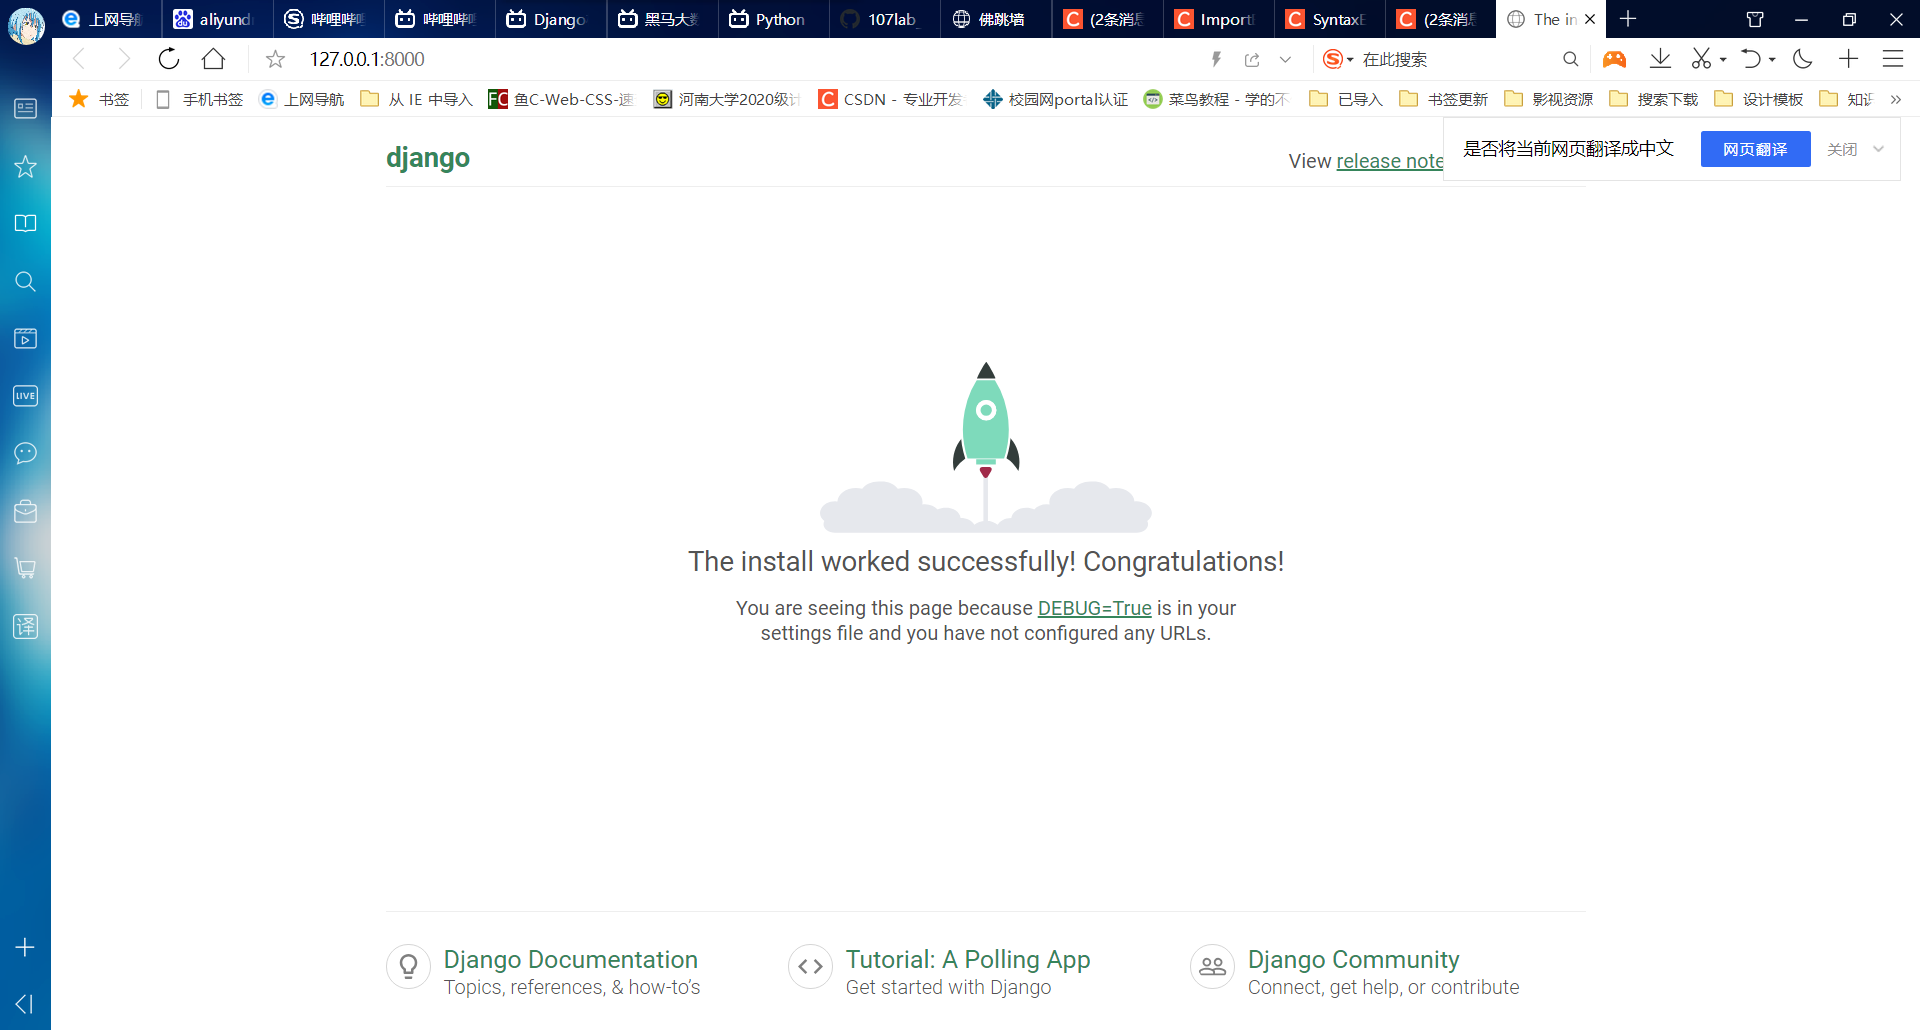 上网导航
aliyundr
哔哩哔哩
哔哩哔哩
Django
黑马大数
Python
107lab_
佛跳墙
(2条消息
ImportE
SyntaxE
(2条消息
The in
127.0.0.1:8000
在此搜索
书签
手机书签
上网导航
从 IE 中导入
鱼C-Web-CSS-速
河南大学2020级计
CSDN - 专业开发
校园网portal认证
菜鸟教程 - 学的不
已导入
书签更新
影视资源
搜索下载
设计模板
知识
django
View release note
是否将当前网页翻译成中文
网页翻译
关闭
LIVE
译
The install worked successfully! Congratulations!
You are seeing this page because DEBUG=True is in your
settings file and you have not configured any URLs.
Django Documentation
Topics, references, & how-to’s
Tutorial: A Polling App
Get started with Django
Django Community
Connect, get help, or contribute